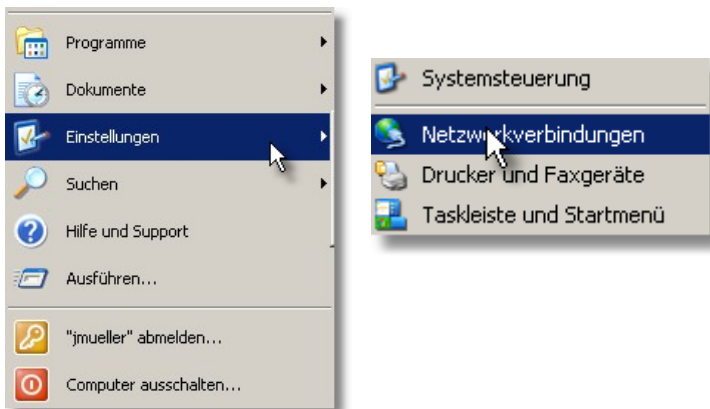 Programme
Dokumente
Einstellungen
Suchen
Hilfe und Support
Ausführen...
"jmueller" abmelden...
Computer ausschalten...
Systemsteuerung
Netzwerkverbindungen
Drucker und Faxgeräte
Taskleiste und Startmenü